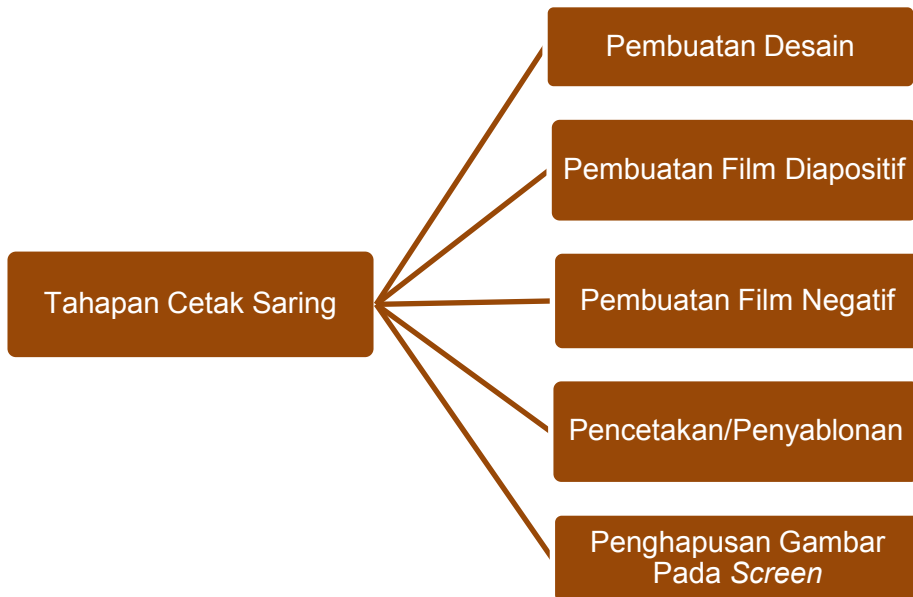 Tahapan Cetak Saring
Pembuatan Desain
Pembuatan Film Diapositif
Pembuatan Film Negatif
Pencetakan/Penyablonan
Penghapusan Gambar
Pada Screen